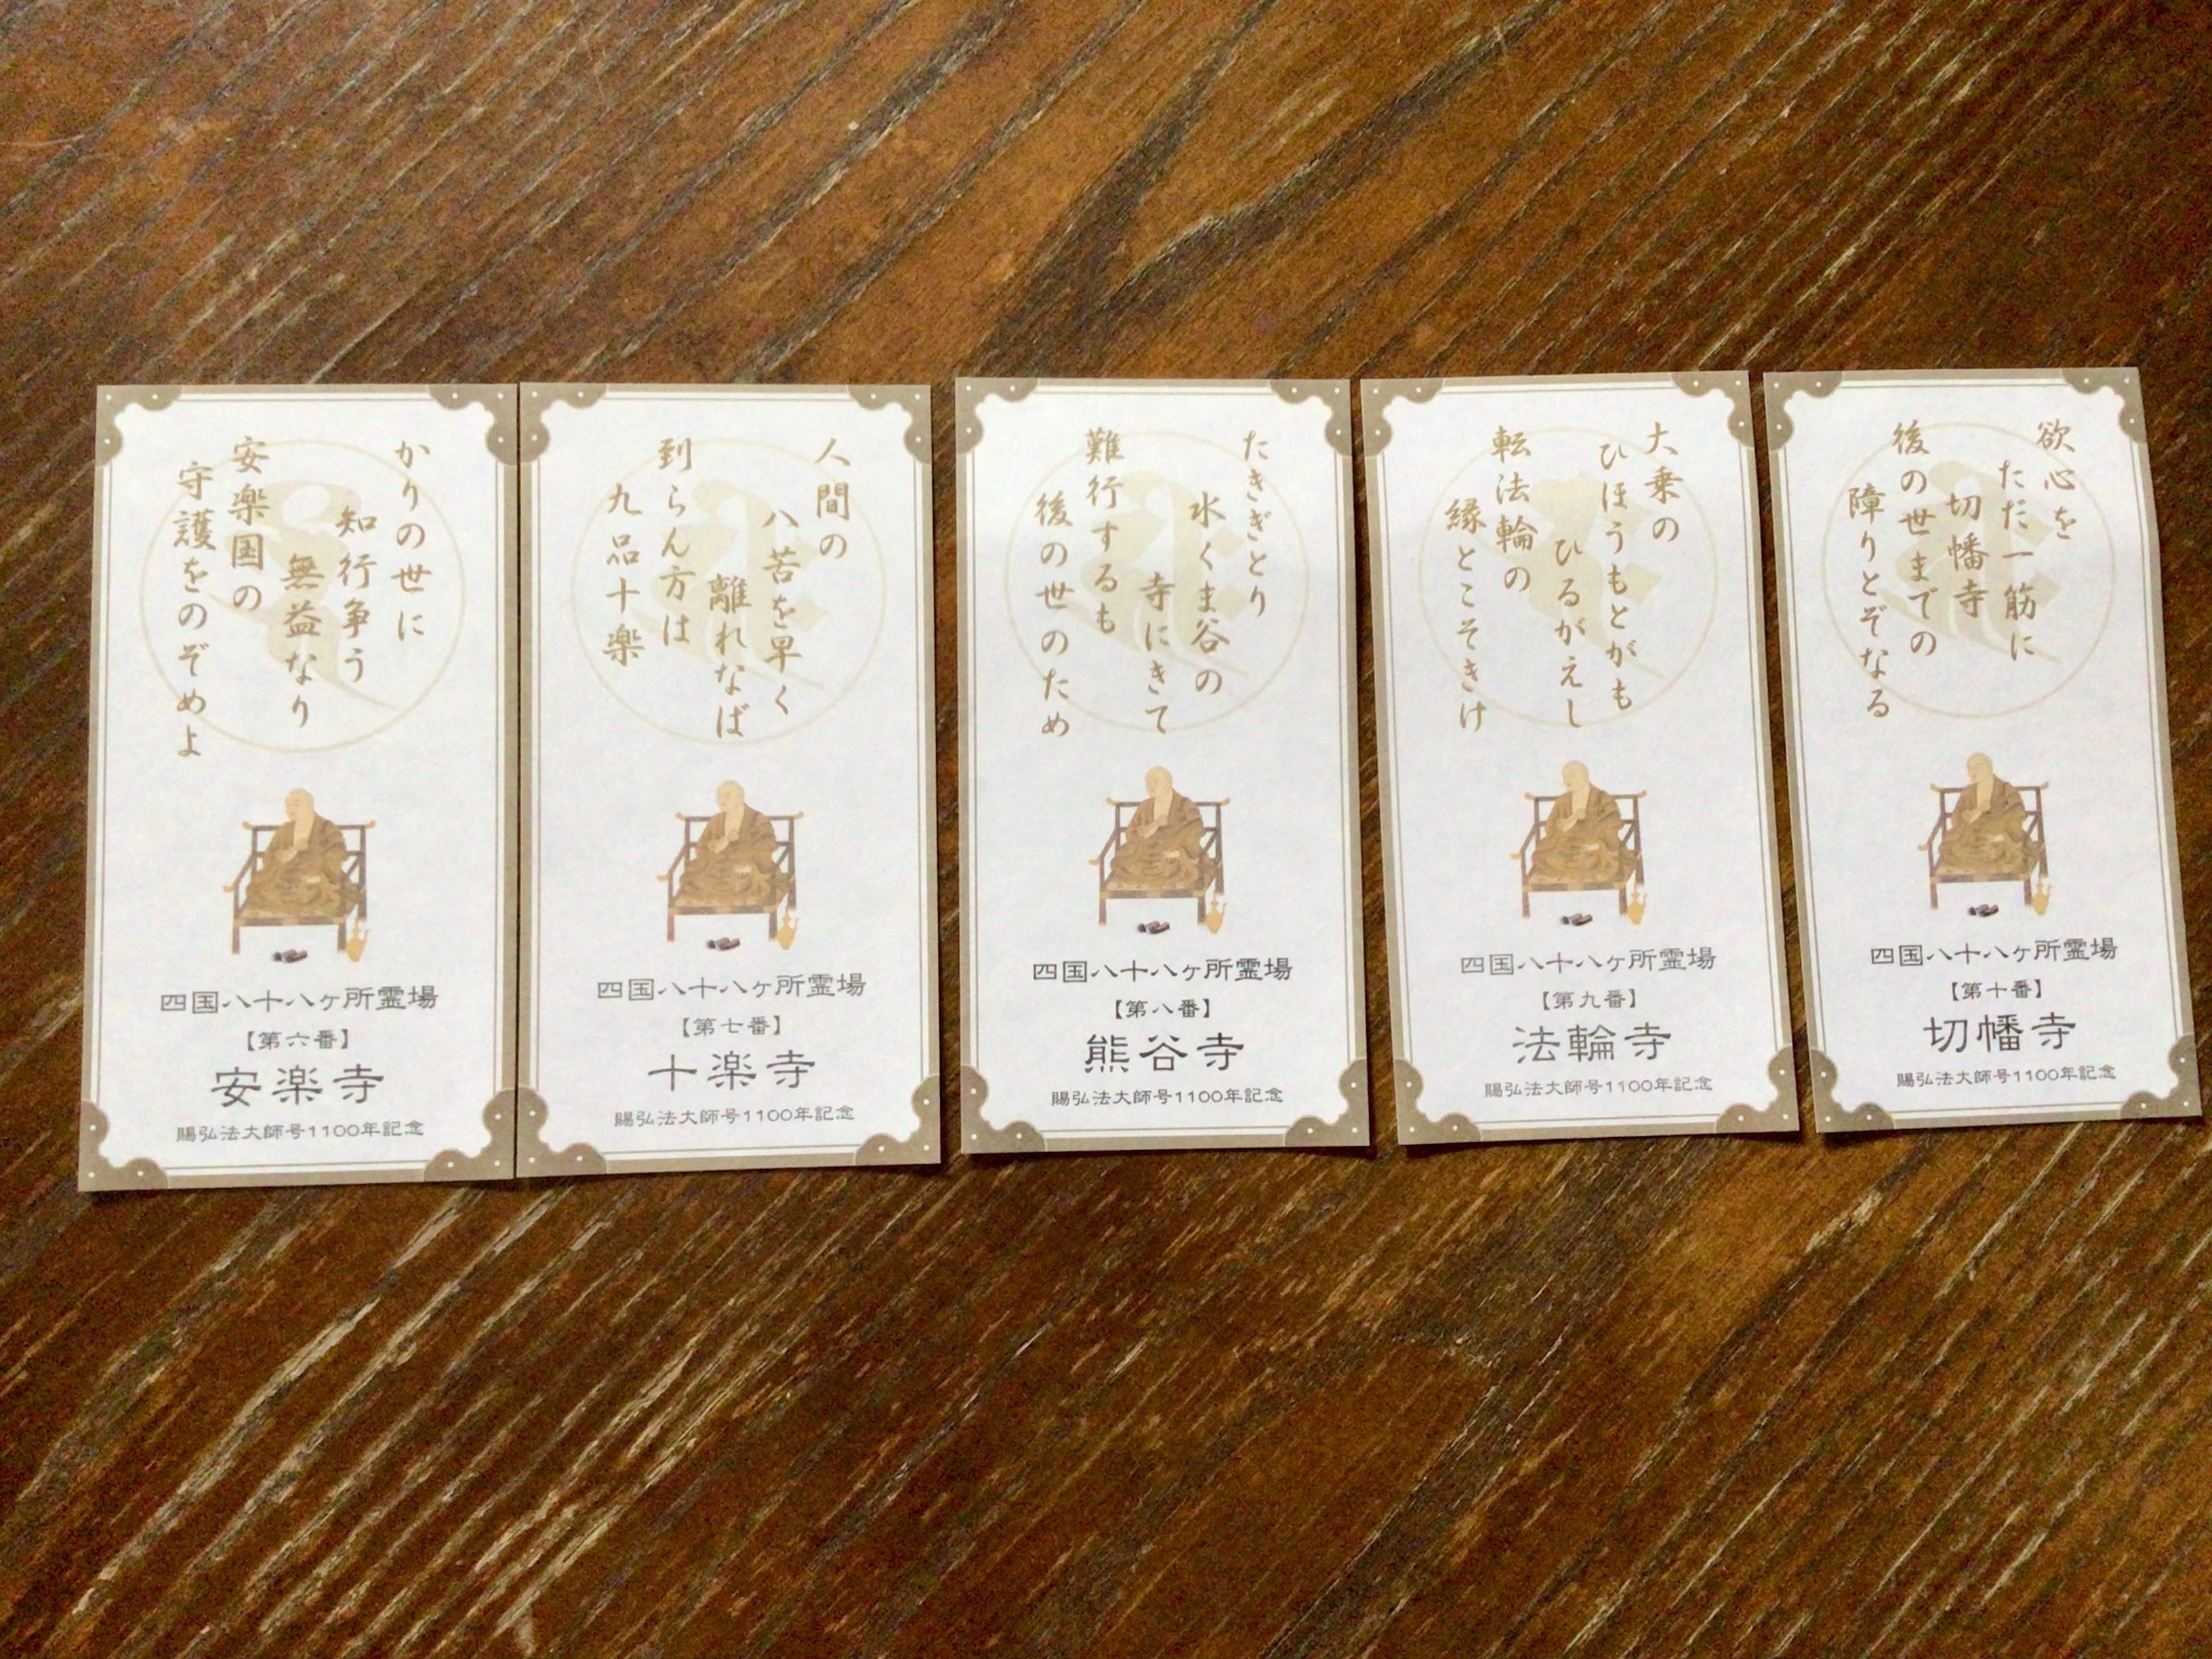 かりの世に
知行争う
無益なり
安楽国の
守護をのぞめよ
四国八十八ヶ所霊場
【第六番】
安楽寺
賜弘法大師号1100年記念
人間の
八苦を早く
離れなば
到らん方は
九品十楽
四国八十八ヶ所霊場
【第七番】
十楽寺
賜弘法大師号1100年記念
たきぎとり
水くま谷の
寺にきて
難行するも
後の世のため
四国八十八ヶ所霊場
【第八番】
熊谷寺
賜弘法大師号1100年記念
大乗の
ひほうもとがも
ひるがえし
転法輪の
縁とこそきけ
四国八十八ヶ所霊場
【第九番】
法輪寺
賜弘法大師号1100年記念
欲心を
ただ一筋に
切幡寺
後の世までの
障りとぞなる
四国八十八ヶ所霊場
【第十番】
切幡寺
賜弘法大師号1100年記念